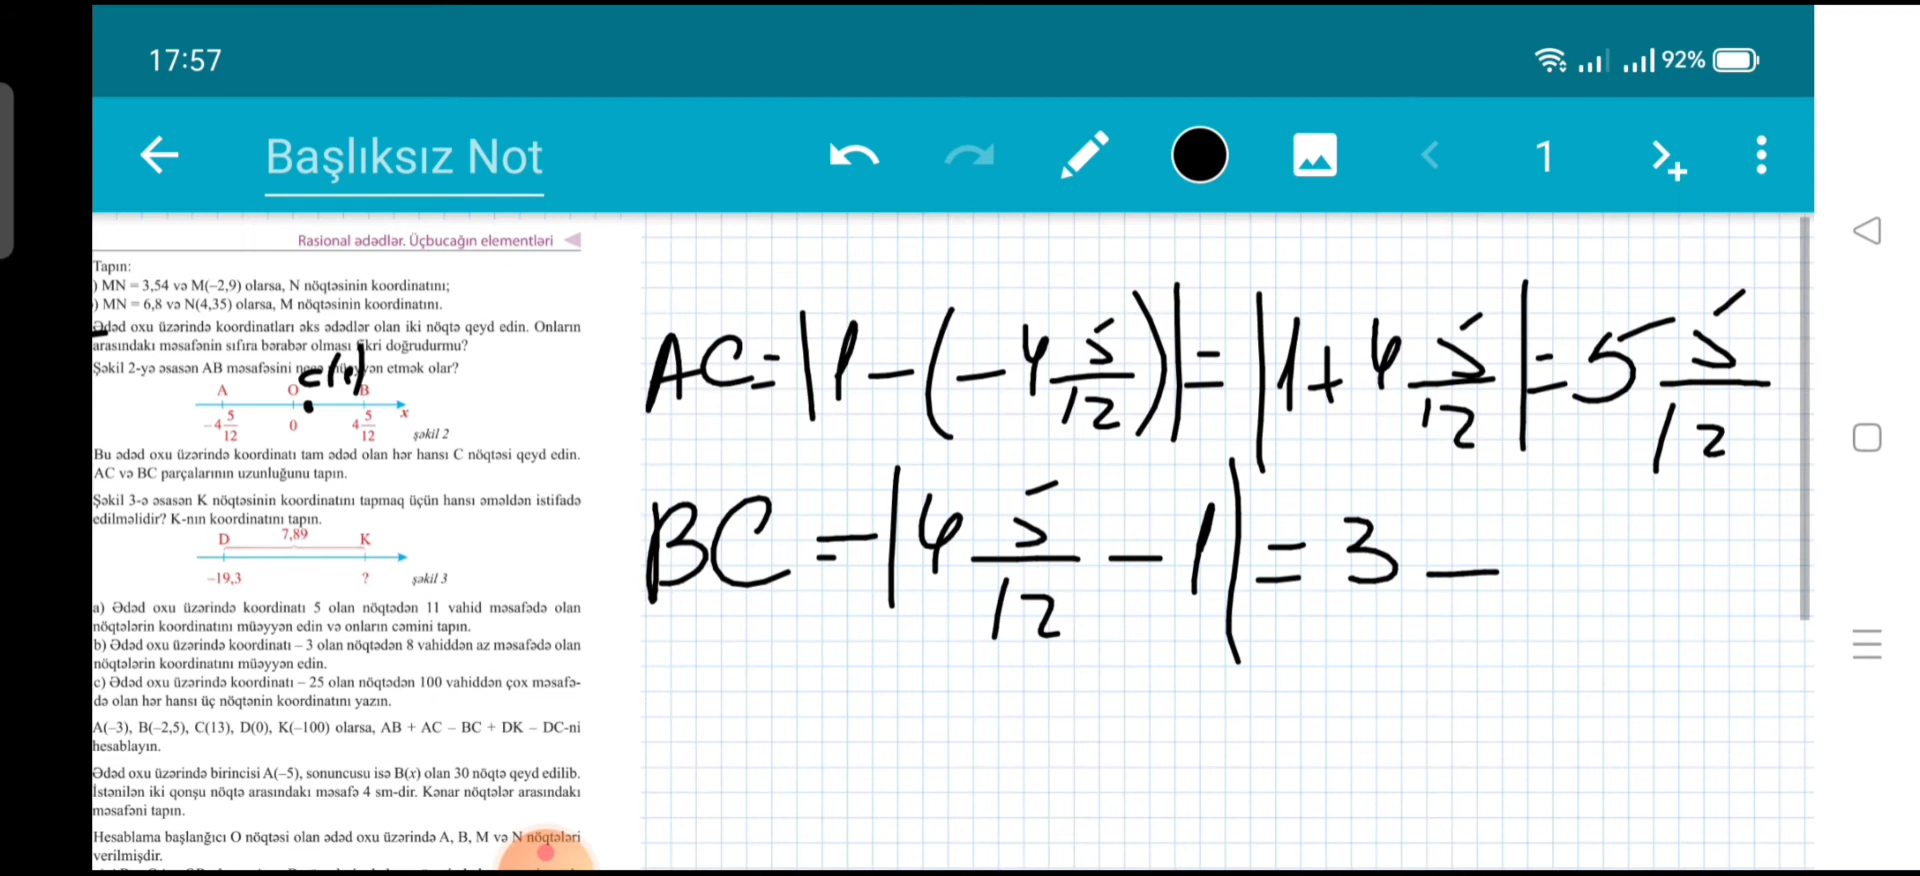 17:57
92%
Başlıksız Not
1
Rasional ədədlər. Üçbucağın elementləri
Tapın:
) MN = 3,54 və M(–2,9) olarsa, N nöqtəsinin koordinatını;
) MN = 6,8 və N(4,35) olarsa, M nöqtəsinin koordinatını.
Ədəd oxu üzərində koordinatları əks ədədlər olan iki nöqtə qeyd edin. Onların
arasındakı məsafənin sıfıra bərabər olması fikri doğrudurmu?
Şəkil 2-yə əsasən AB məsafəsini etmək olar?
c(1)
A O B
–4 5/12 0 4 5/12 x
şəkil 2
Bu ədəd oxu üzərində koordinatı tam ədəd olan hər hansı C nöqtəsi qeyd edin.
AC və BC parçalarının uzunluğunu tapın.
Şəkil 3-ə əsasən K nöqtəsinin koordinatını tapmaq üçün hansı əməldən istifadə
edilməlidir? K-nın koordinatını tapın.
D 7,89 K
–19,3 ? şəkil 3
a) Ədəd oxu üzərində koordinatı 5 olan nöqtədən 11 vahid məsafədə olan
nöqtələrin koordinatını müəyyən edin və onların cəmini tapın.
b) Ədəd oxu üzərində koordinatı – 3 olan nöqtədən 8 vahiddən az məsafədə olan
nöqtələrin koordinatını müəyyən edin.
c) Ədəd oxu üzərində koordinatı – 25 olan nöqtədən 100 vahiddən çox məsafə-
də olan hər hansı üç nöqtənin koordinatını yazın.
A(–3), B(–2,5), C(13), D(0), K(–100) olarsa, AB + AC – BC + DK – DC-ni
hesablayın.
Ədəd oxu üzərində birincisi A(–5), sonuncusu isə B(x) olan 30 nöqtə qeyd edilib.
İstənilən iki qonşu nöqtə arasındakı məsafə 4 sm-dir. Kənar nöqtələr arasındakı
məsafəni tapın.
Hesablama başlanğıcı O nöqtəsi olan ədəd oxu üzərində A, B, M və N nöqtələri
verilmişdir.
AC = |1 – (–4 5/12)| = |1 + 4 5/12| = 5 5/12
BC = |4 5/12 – 1| = 3 —